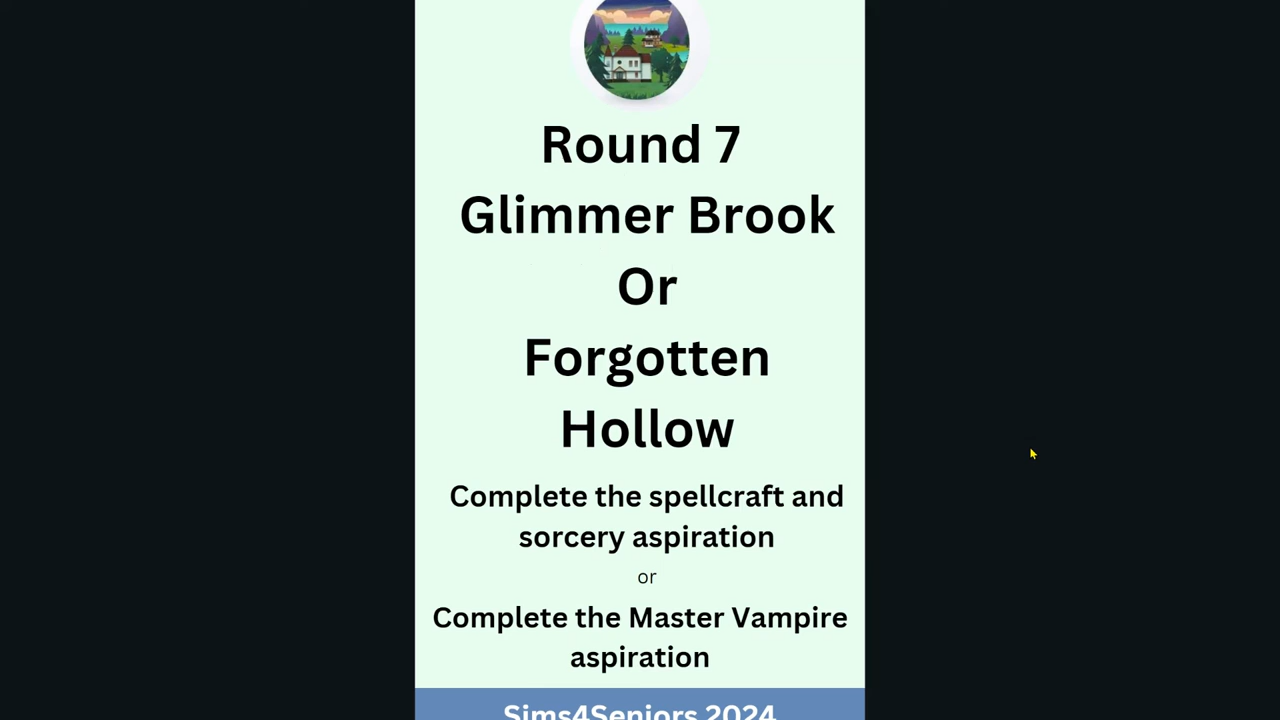 Round 7
Glimmer Brook
Or
Forgotten
Hollow
Complete the spellcraft and
sorcery aspiration
or
Complete the Master Vampire
aspiration
Sims4Seniors 2024